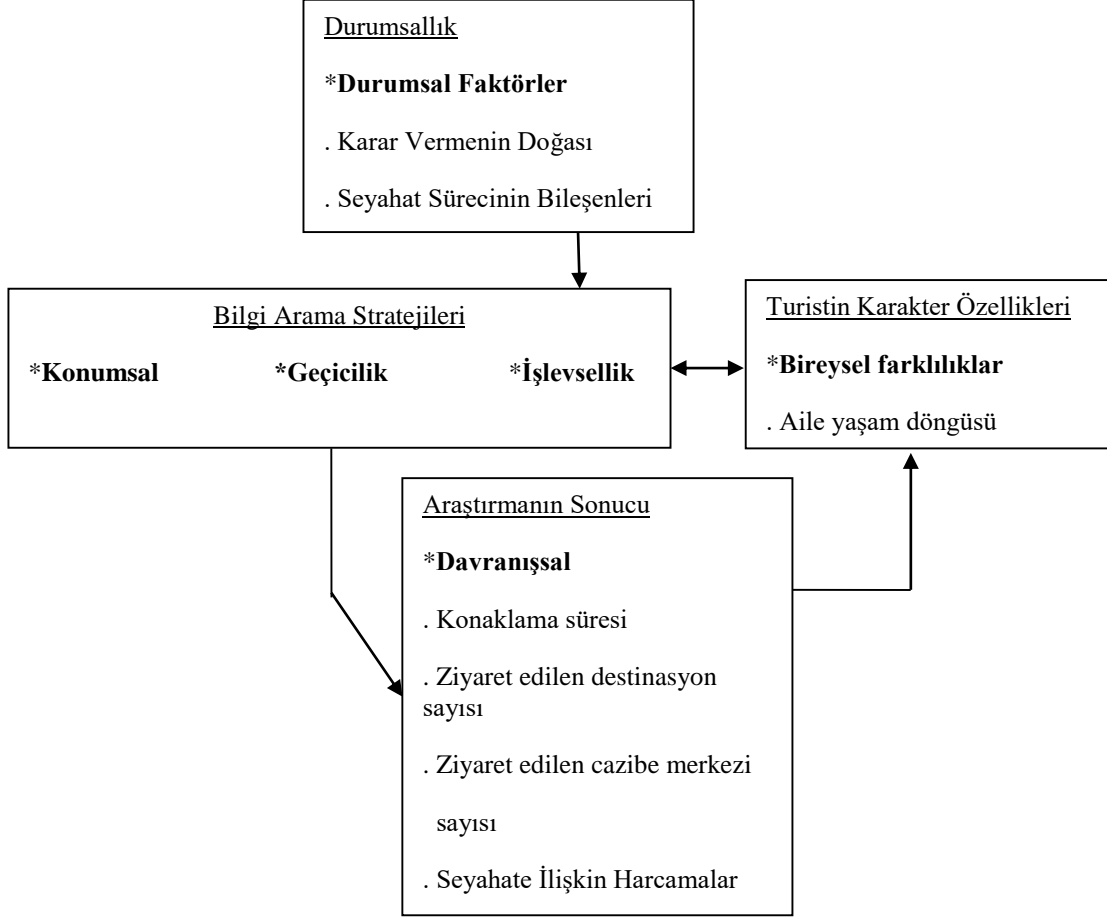 Durumsallık
*Durumsal Faktörler
. Karar Vermenin Doğası
. Seyahat Sürecinin Bileşenleri
Bilgi Arama Stratejileri
*Konumsal *Geçicilik *İşlevsellik
Turistin Karakter Özellikleri
*Bireysel farklılıklar
. Aile yaşam döngüsü
Araştırmanın Sonucu
*Davranışsal
. Konaklama süresi
. Ziyaret edilen destinasyon
sayısı
. Ziyaret edilen cazibe merkezi
sayısı
. Seyahate İlişkin Harcamalar